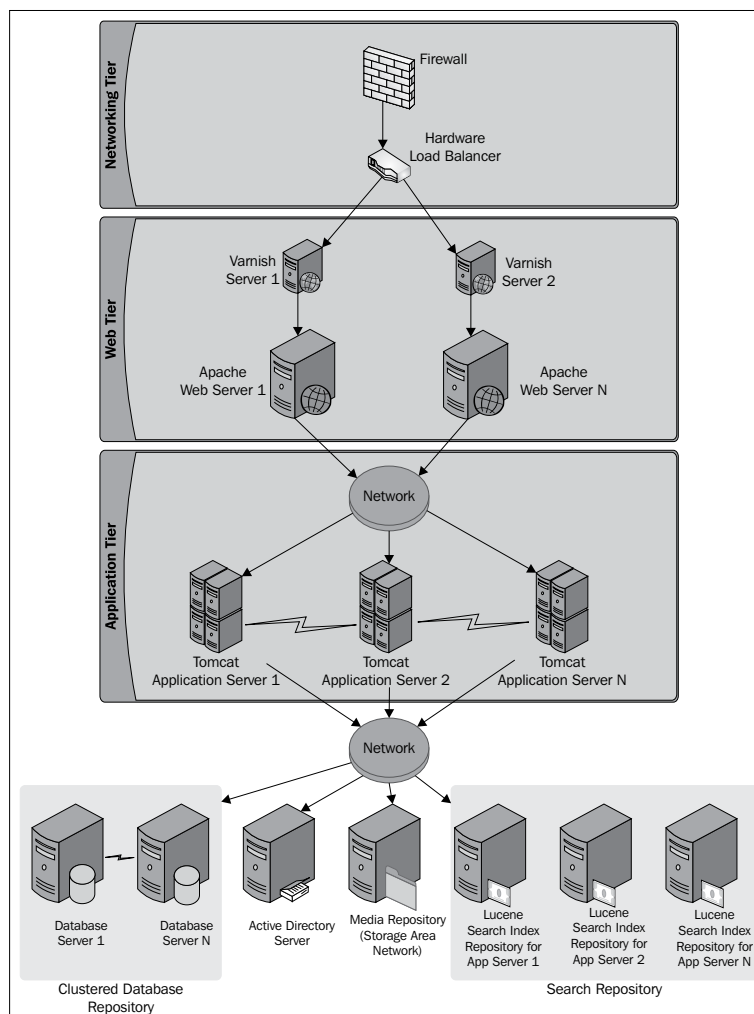 Networking Tier
Firewall
Hardware
Load Balancer
Web Tier
Varnish
Server 1
Varnish
Server 2
Apache
Web Server 1
Apache
Web Server N
Application Tier
Network
Tomcat
Application Server 1
Tomcat
Application Server 2
Tomcat
Application Server N
Network
Database
Server 1
Database
Server N
Clustered Database
Repository
Active Directory
Server
Media Repository
(Storage Area
Network)
Lucene
Search Index
Repository for
App Server 1
Lucene
Search Index
Repository for
App Server 2
Lucene
Search Index
Repository for
App Server N
Search Repository